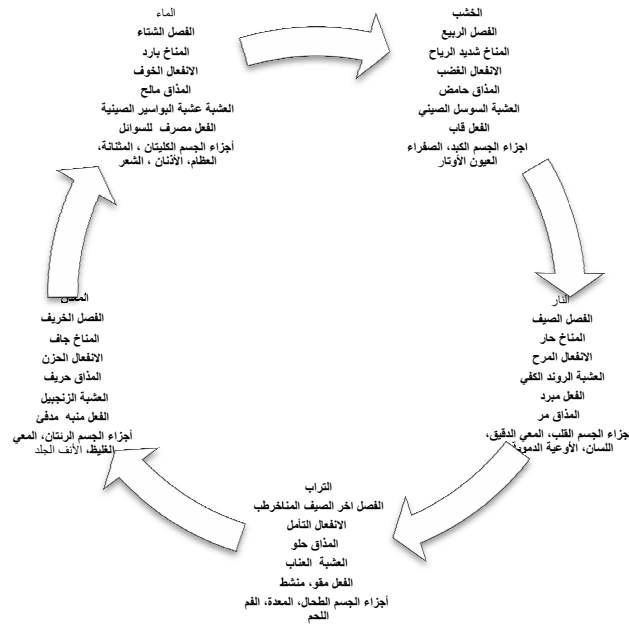 الماء
الفصل الشتاء
المناخ بارد
الانفعال الخوف
المذاق مالح
العشبة عشبة البواسير الصينية
الفعل مصرف للسوائل
أجزاء الجسم الكليتان ، المثنانة،
العظام، الأذنان ، الشعر
الخشب
الفصل الربيع
المناخ شديد الرياح
الانفعال الغضب
المذاق حامض
العشبة السوسل الصيني
الفعل قاب
اجزاء الجسم الكبد، الصفراء
العيون الأوتار
النار
الفصل الصيف
المناخ حار
الانفعال المرح
العشبة الروند الكفي
الفعل مبرد
المذاق مر
جزاء الجسم القلب، المعي الدقيق،
اللسان، الأوعية الدموية
التراب
الفصل اخر الصيف المناخرطب
الانفعال التأمل
المذاق حلو
العشبة العناب
الفعل مقو، منشط
أجزاء الجسم الطحال، المعدة، الفم
اللحم
المعدن
الفصل الخريف
المناخ جاف
الانفعال الحزن
المذاق حريف
العشبة الزنجبيل
الفعل منبه مدفئ
أجزاء الجسم الرئتان، المعي
الغليظ، الأنف الجلد